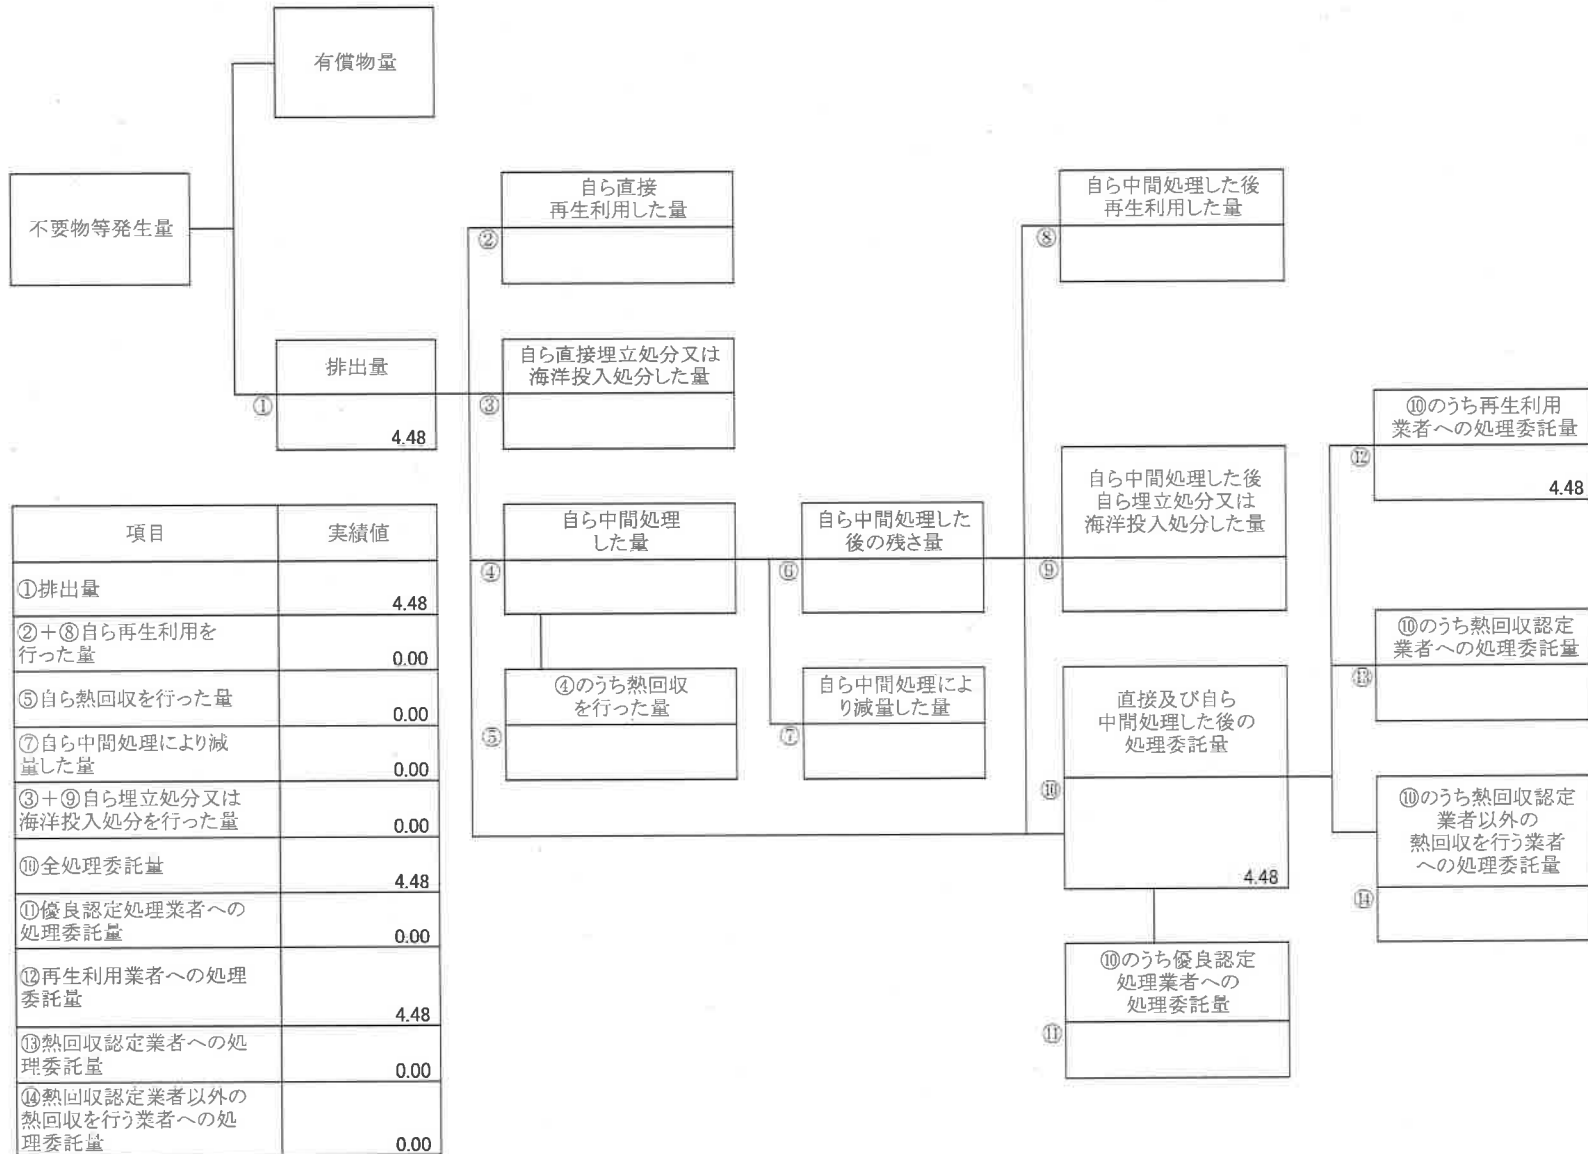 有償物量
不要物等発生量
排出量
①
4.48
自ら直接
再生利用した量
②
自ら直接埋立処分又は
海洋投入処分した量
③
自ら中間処理
した量
④
④のうち熱回収
を行った量
⑤
自ら中間処理した
後の残さ量
⑥
自ら中間処理によ
り減量した量
⑦
自ら中間処理した後
再生利用した量
⑧
自ら中間処理した後
自ら埋立処分又は
海洋投入処分した量
⑨
直接及び自ら
中間処理した後の
処理委託量
⑩
4.48
⑩のうち優良認定
処理業者への
処理委託量
⑪
⑩のうち再生利用
業者への処理委託量
⑫
4.48
⑩のうち熱回収認定
業者への処理委託量
⑬
⑩のうち熱回収認定
業者以外の
熱回収を行う業者
への処理委託量
⑭
項目 実績値
①排出量
4.48
②+⑧自ら再生利用を
行った量
0.00
⑤自ら熱回収を行った量
0.00
⑦自ら中間処理により減
量した量
0.00
③+⑨自ら埋立処分又は
海洋投入処分を行った量
0.00
⑩全処理委託量
4.48
⑪優良認定処理業者への
処理委託量
0.00
⑫再生利用業者への処理
委託量
4.48
⑬熱回収認定業者への処
理委託量
0.00
⑭熱回収認定業者以外の
熱回収を行う業者への処
理委託量
0.00